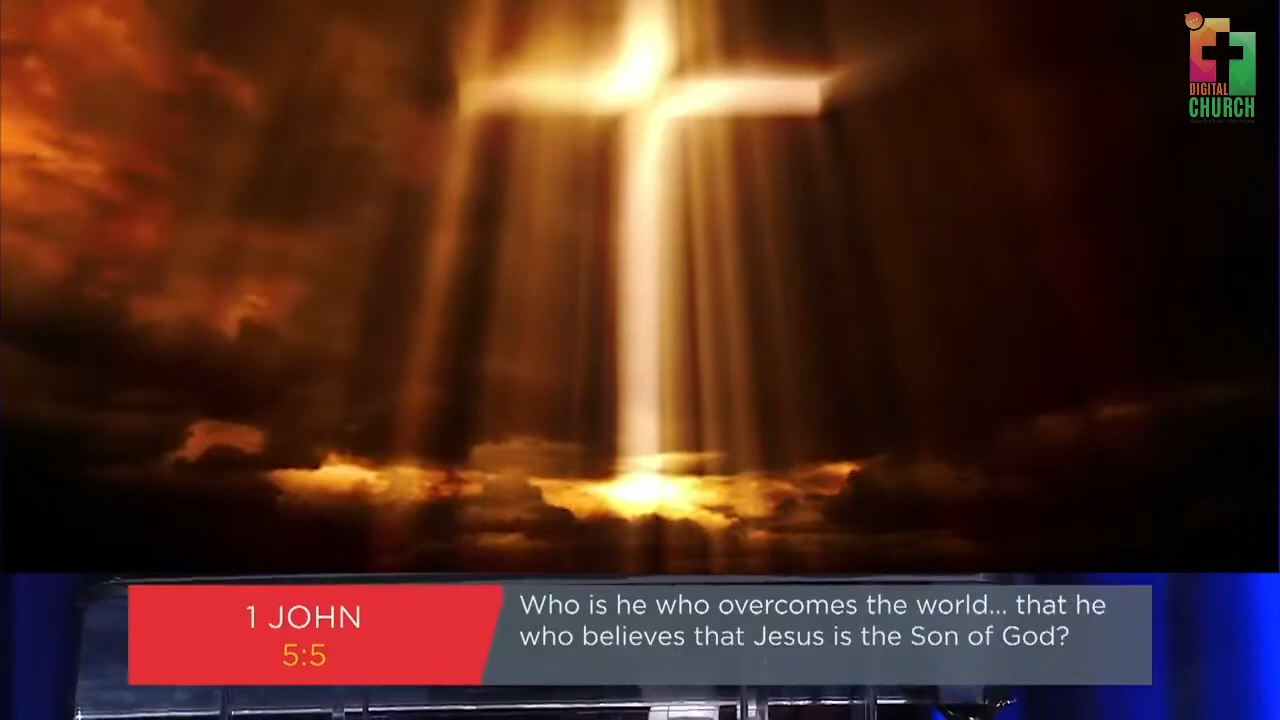 DIGITAL
CHURCH
1 JOHN
5:5
Who is he who overcomes the world... that he
who believes that Jesus is the Son of God?